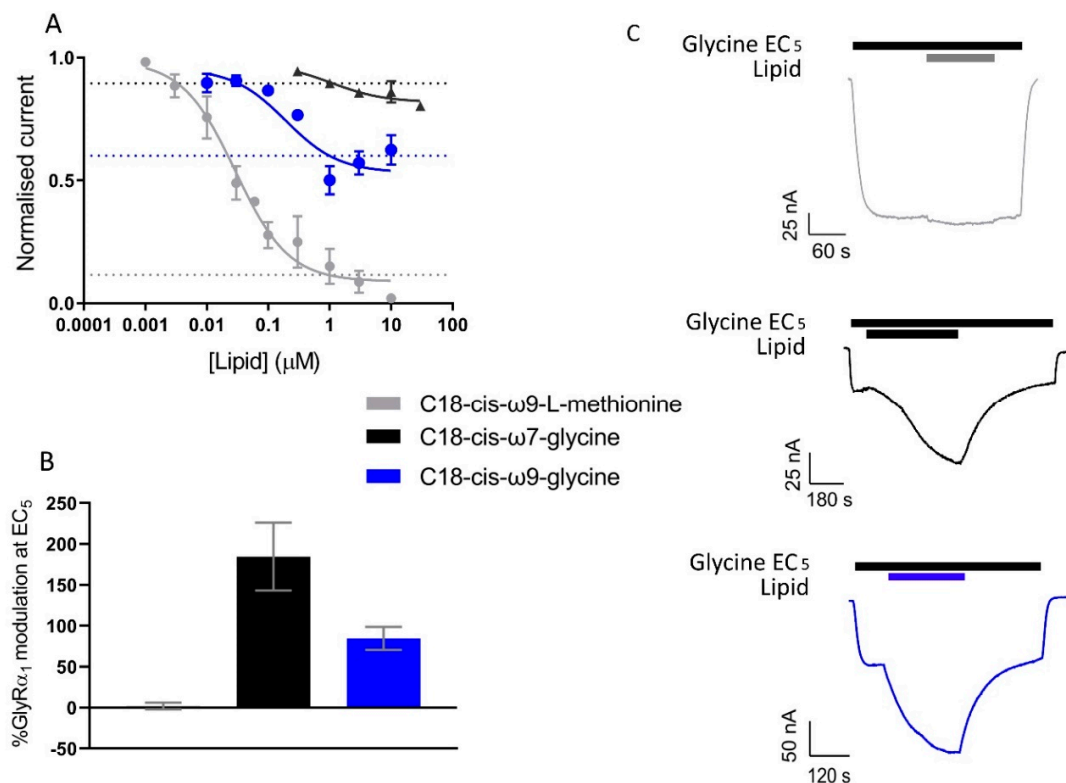 A
Normalised current
1.0
0.5
0.0
0.0001 0.001 0.01 0.1 1 10 100
[Lipid] (μM)
C18-cis-ω9-L-methionine
C18-cis-ω7-glycine
C18-cis-ω9-glycine
B
%GlyRα1 modulation at EC5
250
200
150
100
50
0
-50
C
Glycine EC5
Lipid
25 nA
60 s
Glycine EC5
Lipid
25 nA
180 s
Glycine EC5
Lipid
50 nA
120 s